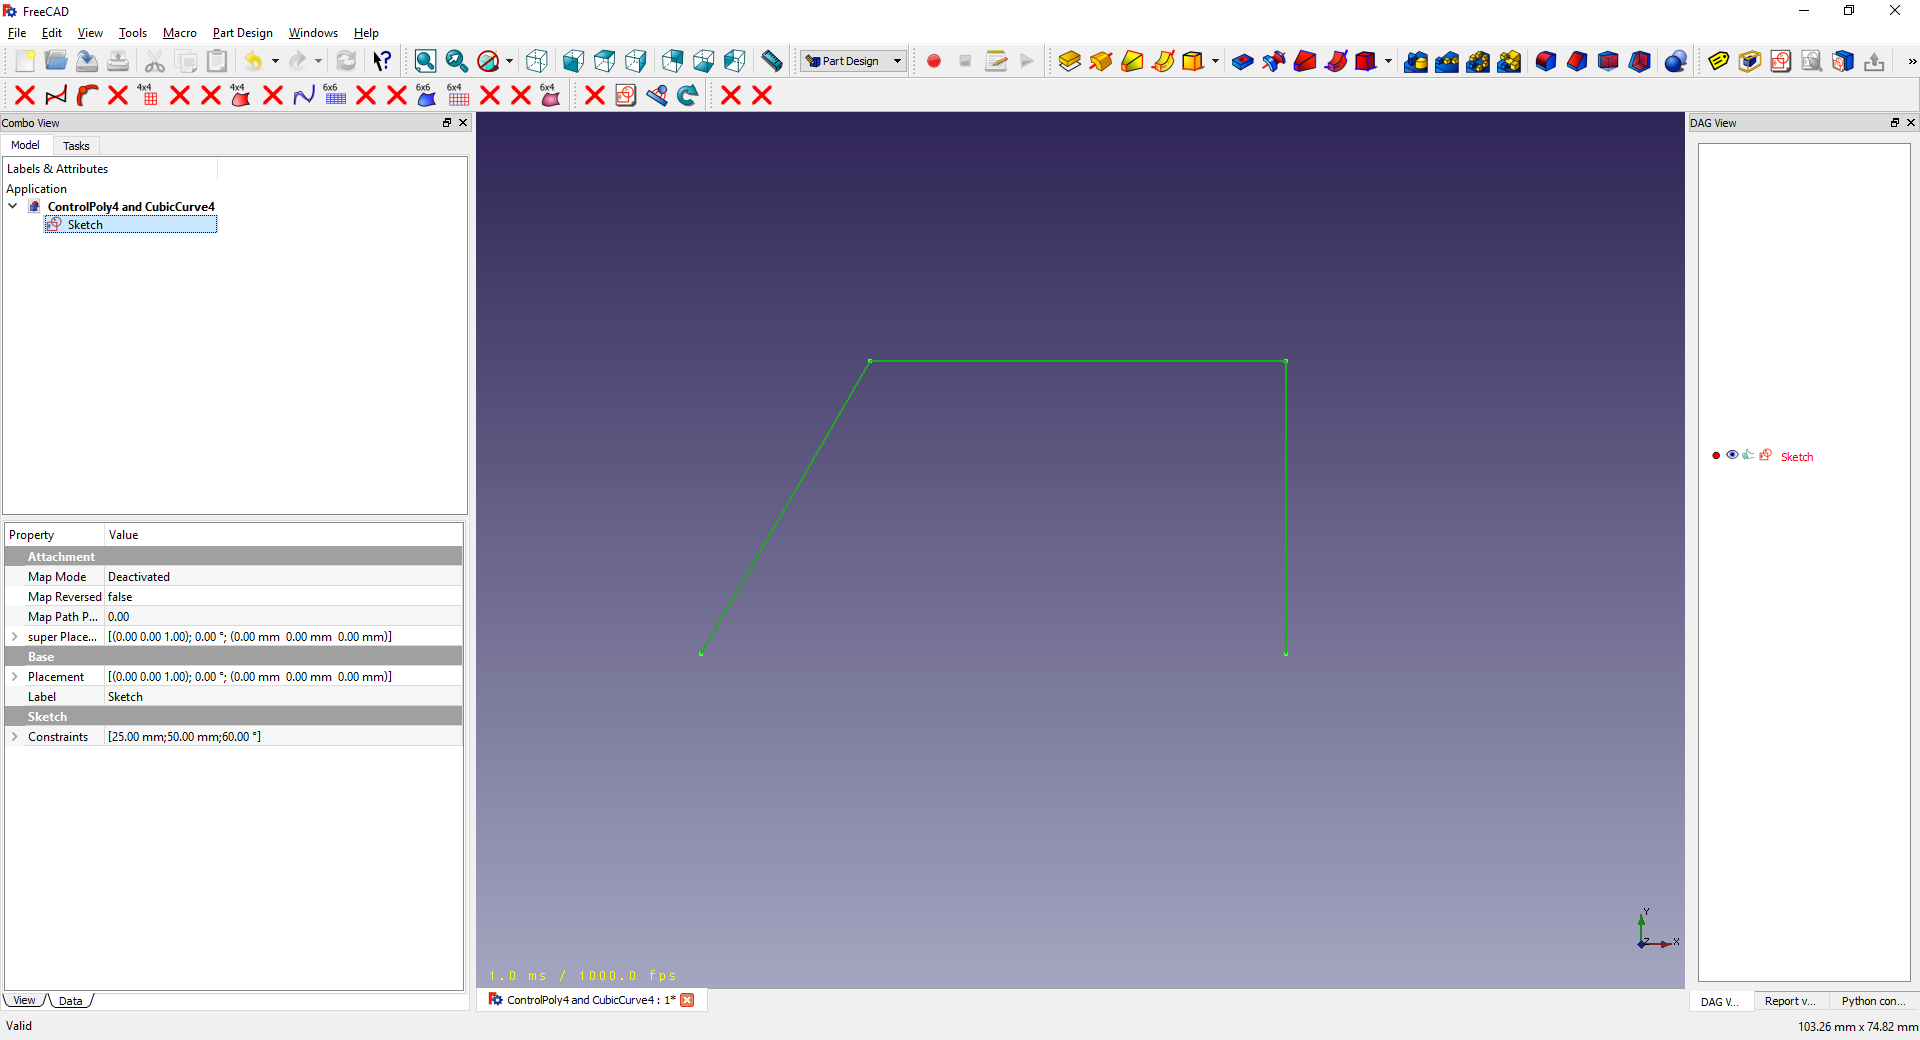 FreeCAD
File Edit View Tools Macro Part Design Windows Help
Part Design
»
4x4 4x4 6x6 6x6 6x4 6x4
Combo View
DAG View
Model Tasks
Labels & Attributes
Application
ControlPoly4 and CubicCurve4
Sketch
Sketch
Property Value
Attachment
Map Mode Deactivated
Map Reversed false
Map Path P... 0.00
super Place... [(0.00 0.00 1.00); 0.00 °; (0.00 mm 0.00 mm 0.00 mm)]
Base
Placement [(0.00 0.00 1.00); 0.00 °; (0.00 mm 0.00 mm 0.00 mm)]
Label Sketch
Sketch
Constraints [25.00 mm;50.00 mm;60.00 °]
Y
Z X
1.0 ms / 1000.0 fps
View Data
ControlPoly4 and CubicCurve4 : 1*
DAG V... Report v... Python con...
Valid
103.26 mm x 74.82 mm